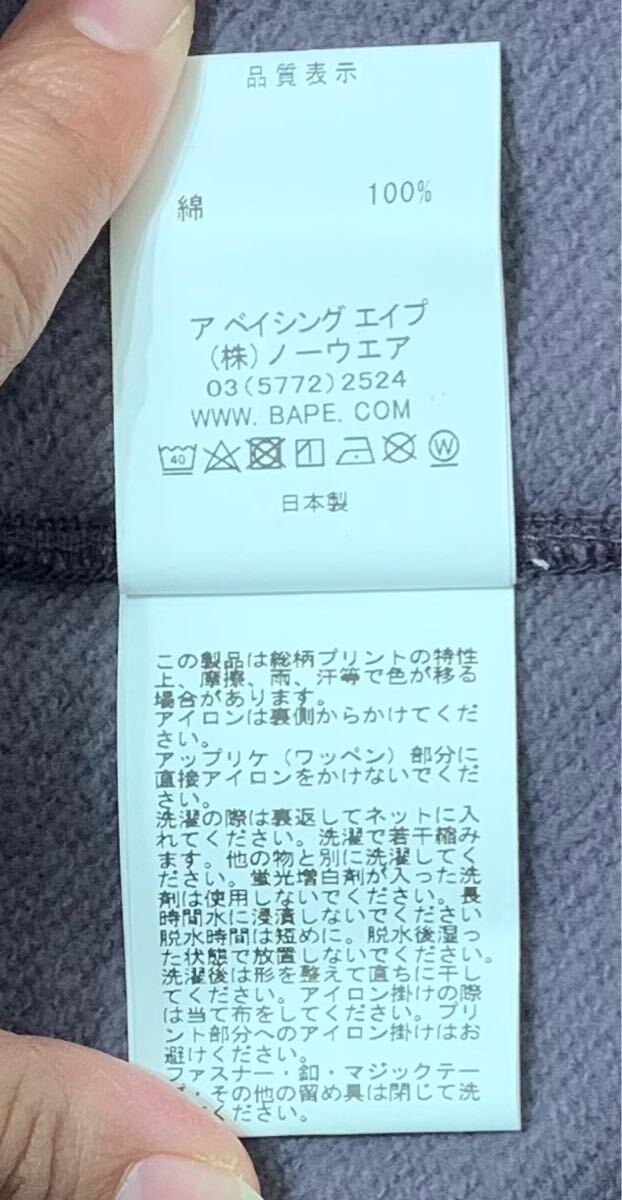 品質表示
綿 100%
ア ベイシング エイプ
(株)ノーウエア
03(5772)2524
WWW. BAPE. COM
40 W
日本製
この製品は総柄プリントの特性
上、摩擦、雨、汗等で色が移る
場合があります。
アイロンは裏側からかけてくだ
さい。
アップリケ(ワッペン)部分に
直接アイロンをかけないでくだ
さい。
洗濯の際は裏返してネットに入
れてください。洗濯で若干縮み
ます。他の物と別に洗濯してく
ださい。蛍光増白剤が入った洗
剤は使用しないでください。長
時間水に浸漬しないでください
脱水時間は短めに。脱水後湿っ
た状態で放置しないでください。
洗濯後は形を整えて直ちに干し
てください。アイロン掛けの際
は当て布をしてください。プリ
ント部分へのアイロン掛けはお
避けください。
ファスナー・釦・マジックテー
・その他の留め具は閉じて洗
ください。